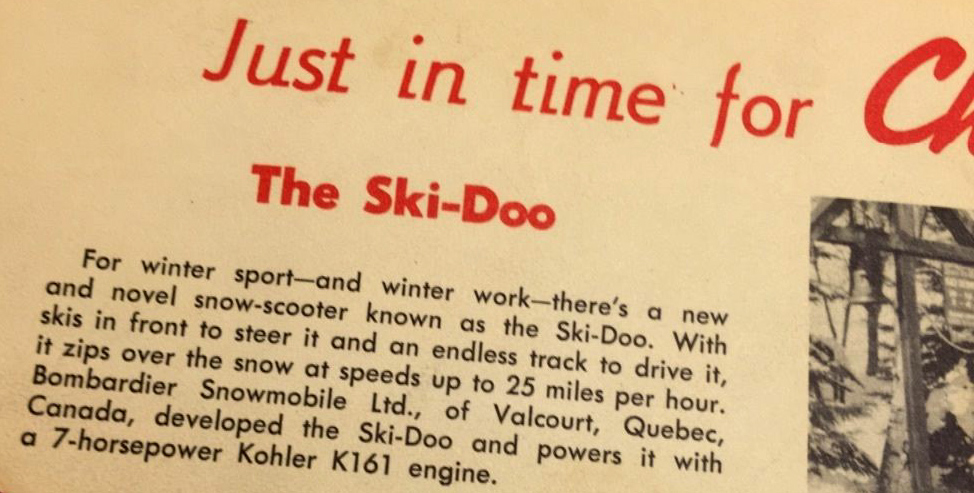 Just in time for
The Ski-Doo
For winter sport—and winter work—there's a new
and novel snow-scooter known as the Ski-Doo. With
skis in front to steer it and an endless track to drive it,
it zips over the snow at speeds up to 25 miles per hour.
Bombardier Snowmobile Ltd., of Valcourt, Quebec,
Canada, developed the Ski-Doo and powers it with
a 7-horsepower Kohler K161 engine.